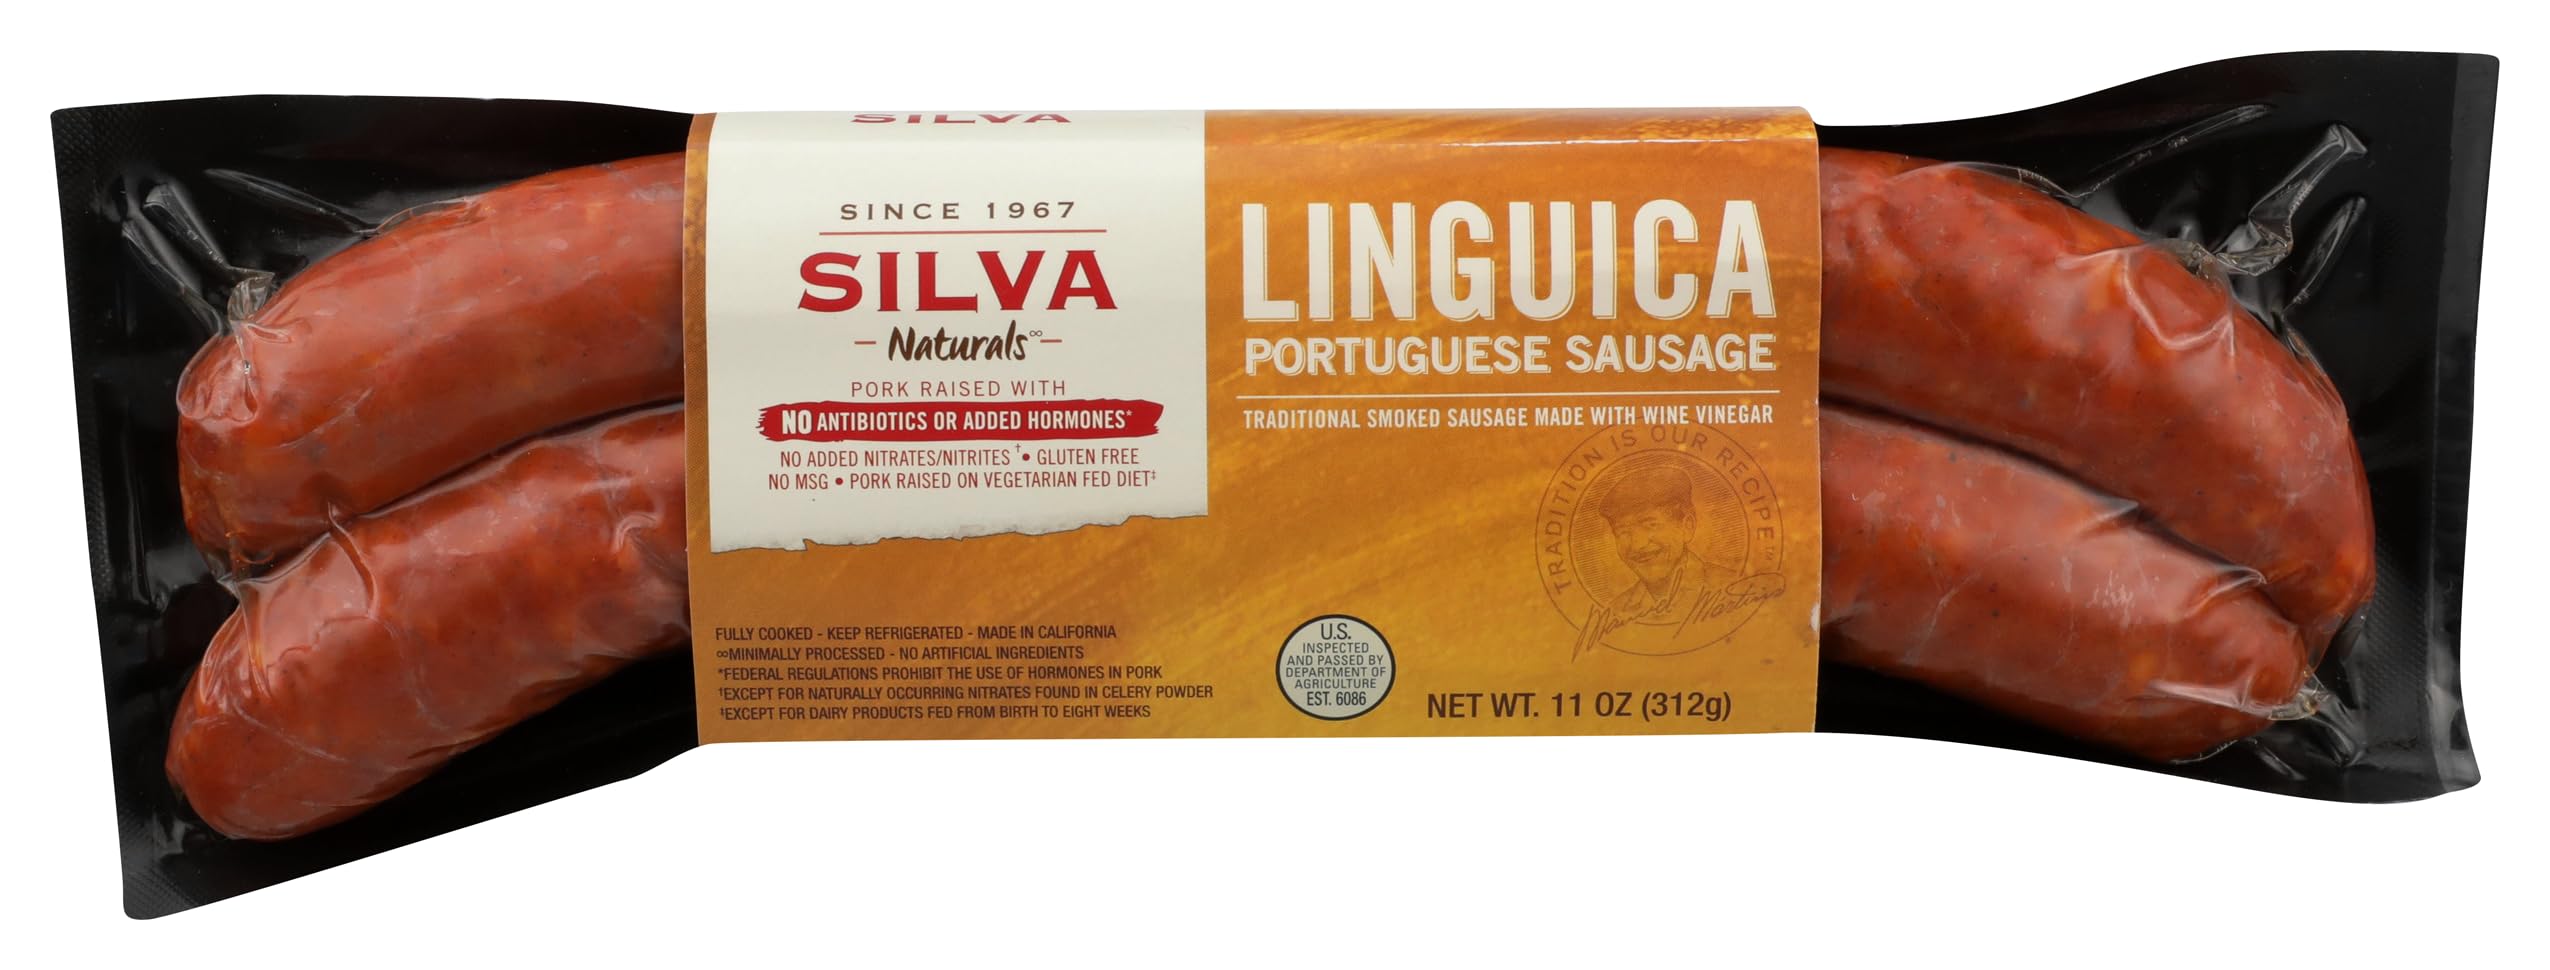 SILVA
SINCE 1967
SILVA
Naturals∞
PORK RAISED WITH
NO ANTIBIOTICS OR ADDED HORMONES*
NO ADDED NITRATES/NITRITES † • GLUTEN FREE
NO MSG • PORK RAISED ON VEGETARIAN FED DIET‡
LINGUICA
PORTUGUESE SAUSAGE
TRADITIONAL SMOKED SAUSAGE MADE WITH WINE VINEGAR
TRADITION IS OUR RECIPE™
Manuel Martins
FULLY COOKED - KEEP REFRIGERATED - MADE IN CALIFORNIA
∞MINIMALLY PROCESSED - NO ARTIFICIAL INGREDIENTS
*FEDERAL REGULATIONS PROHIBIT THE USE OF HORMONES IN PORK
†EXCEPT FOR NATURALLY OCCURRING NITRATES FOUND IN CELERY POWDER
‡EXCEPT FOR DAIRY PRODUCTS FED FROM BIRTH TO EIGHT WEEKS
U.S.
INSPECTED
AND PASSED BY
DEPARTMENT OF
AGRICULTURE
EST. 6086
NET WT. 11 OZ (312g)